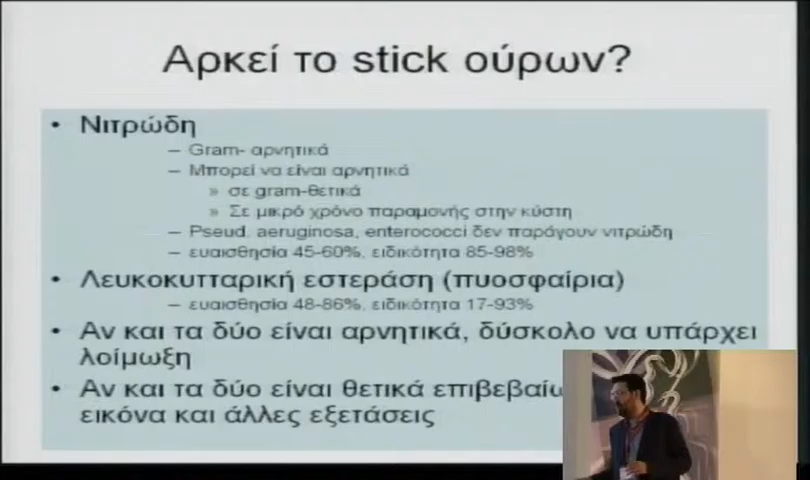 Αρκεί το stick ούρων?
• Νιτρώδη
– Gram- αρνητικά
– Μπορεί να είναι αρνητικά
» σε gram-θετικά
» Σε μικρό χρόνο παραμονής στην κύστη
– Pseud. aeruginosa, enterococci δεν παράγουν νιτρώδη
– ευαισθησία 45-60%, ειδικότητα 85-98%
• Λευκοκυτταρική εστεράση (πυοσφαίρια)
– ευαισθησία 48-86%, ειδικότητα 17-93%
• Αν και τα δύο είναι αρνητικά, δύσκολο να υπάρχει
λοίμωξη
• Αν και τα δύο είναι θετικά
εικόνα και άλλες εξετάσεις